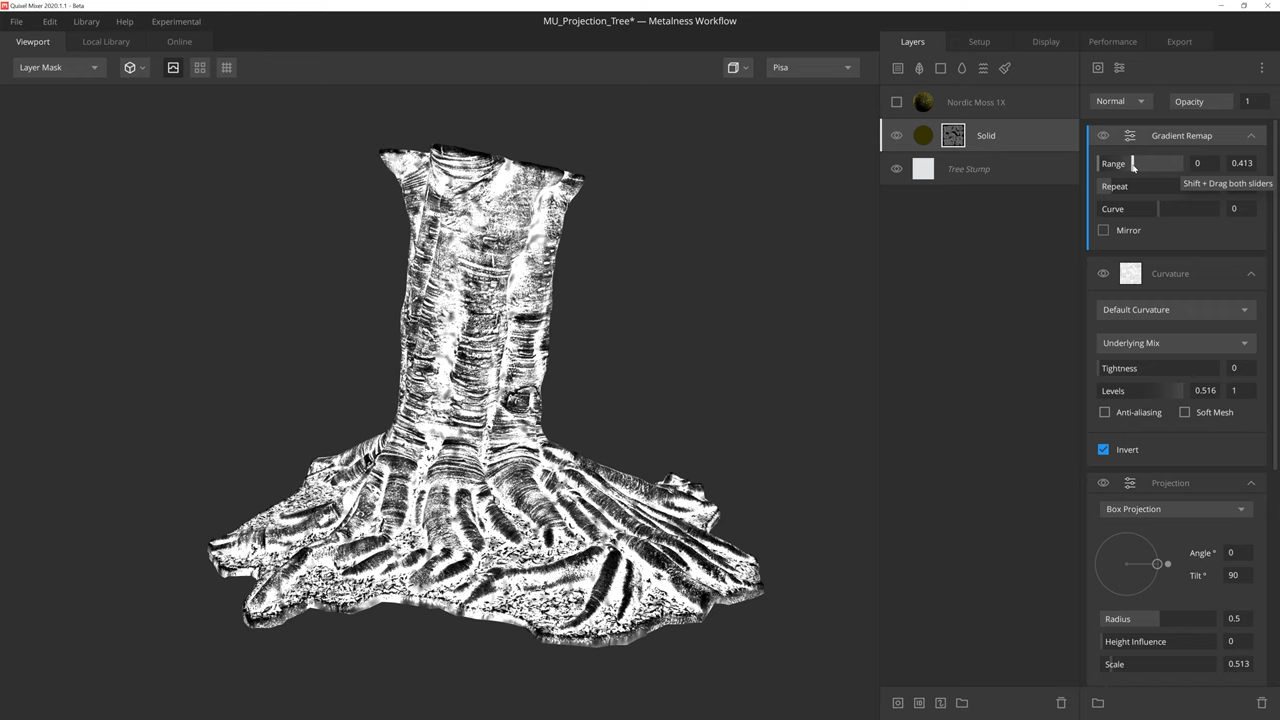 Quixel Mixer 2020.1.1 - Beta
File Edit Library Help Experimental
MU_Projection_Tree* — Metalness Workflow
Viewport Local Library Online
Layers Setup Display Performance Export
Layer Mask
Pisa
Nordic Moss 1X
Solid
Tree Stump
Normal Opacity 1
Gradient Remap
Range 0 0.413
Repeat
Shift + Drag both sliders
Curve 0
Mirror
Curvature
Default Curvature
Underlying Mix
Tightness 0
Levels 0.516 1
Anti-aliasing Soft Mesh
Invert
Projection
Box Projection
Angle ° 0
Tilt ° 90
Radius 0.5
Height Influence 0
Scale 0.513